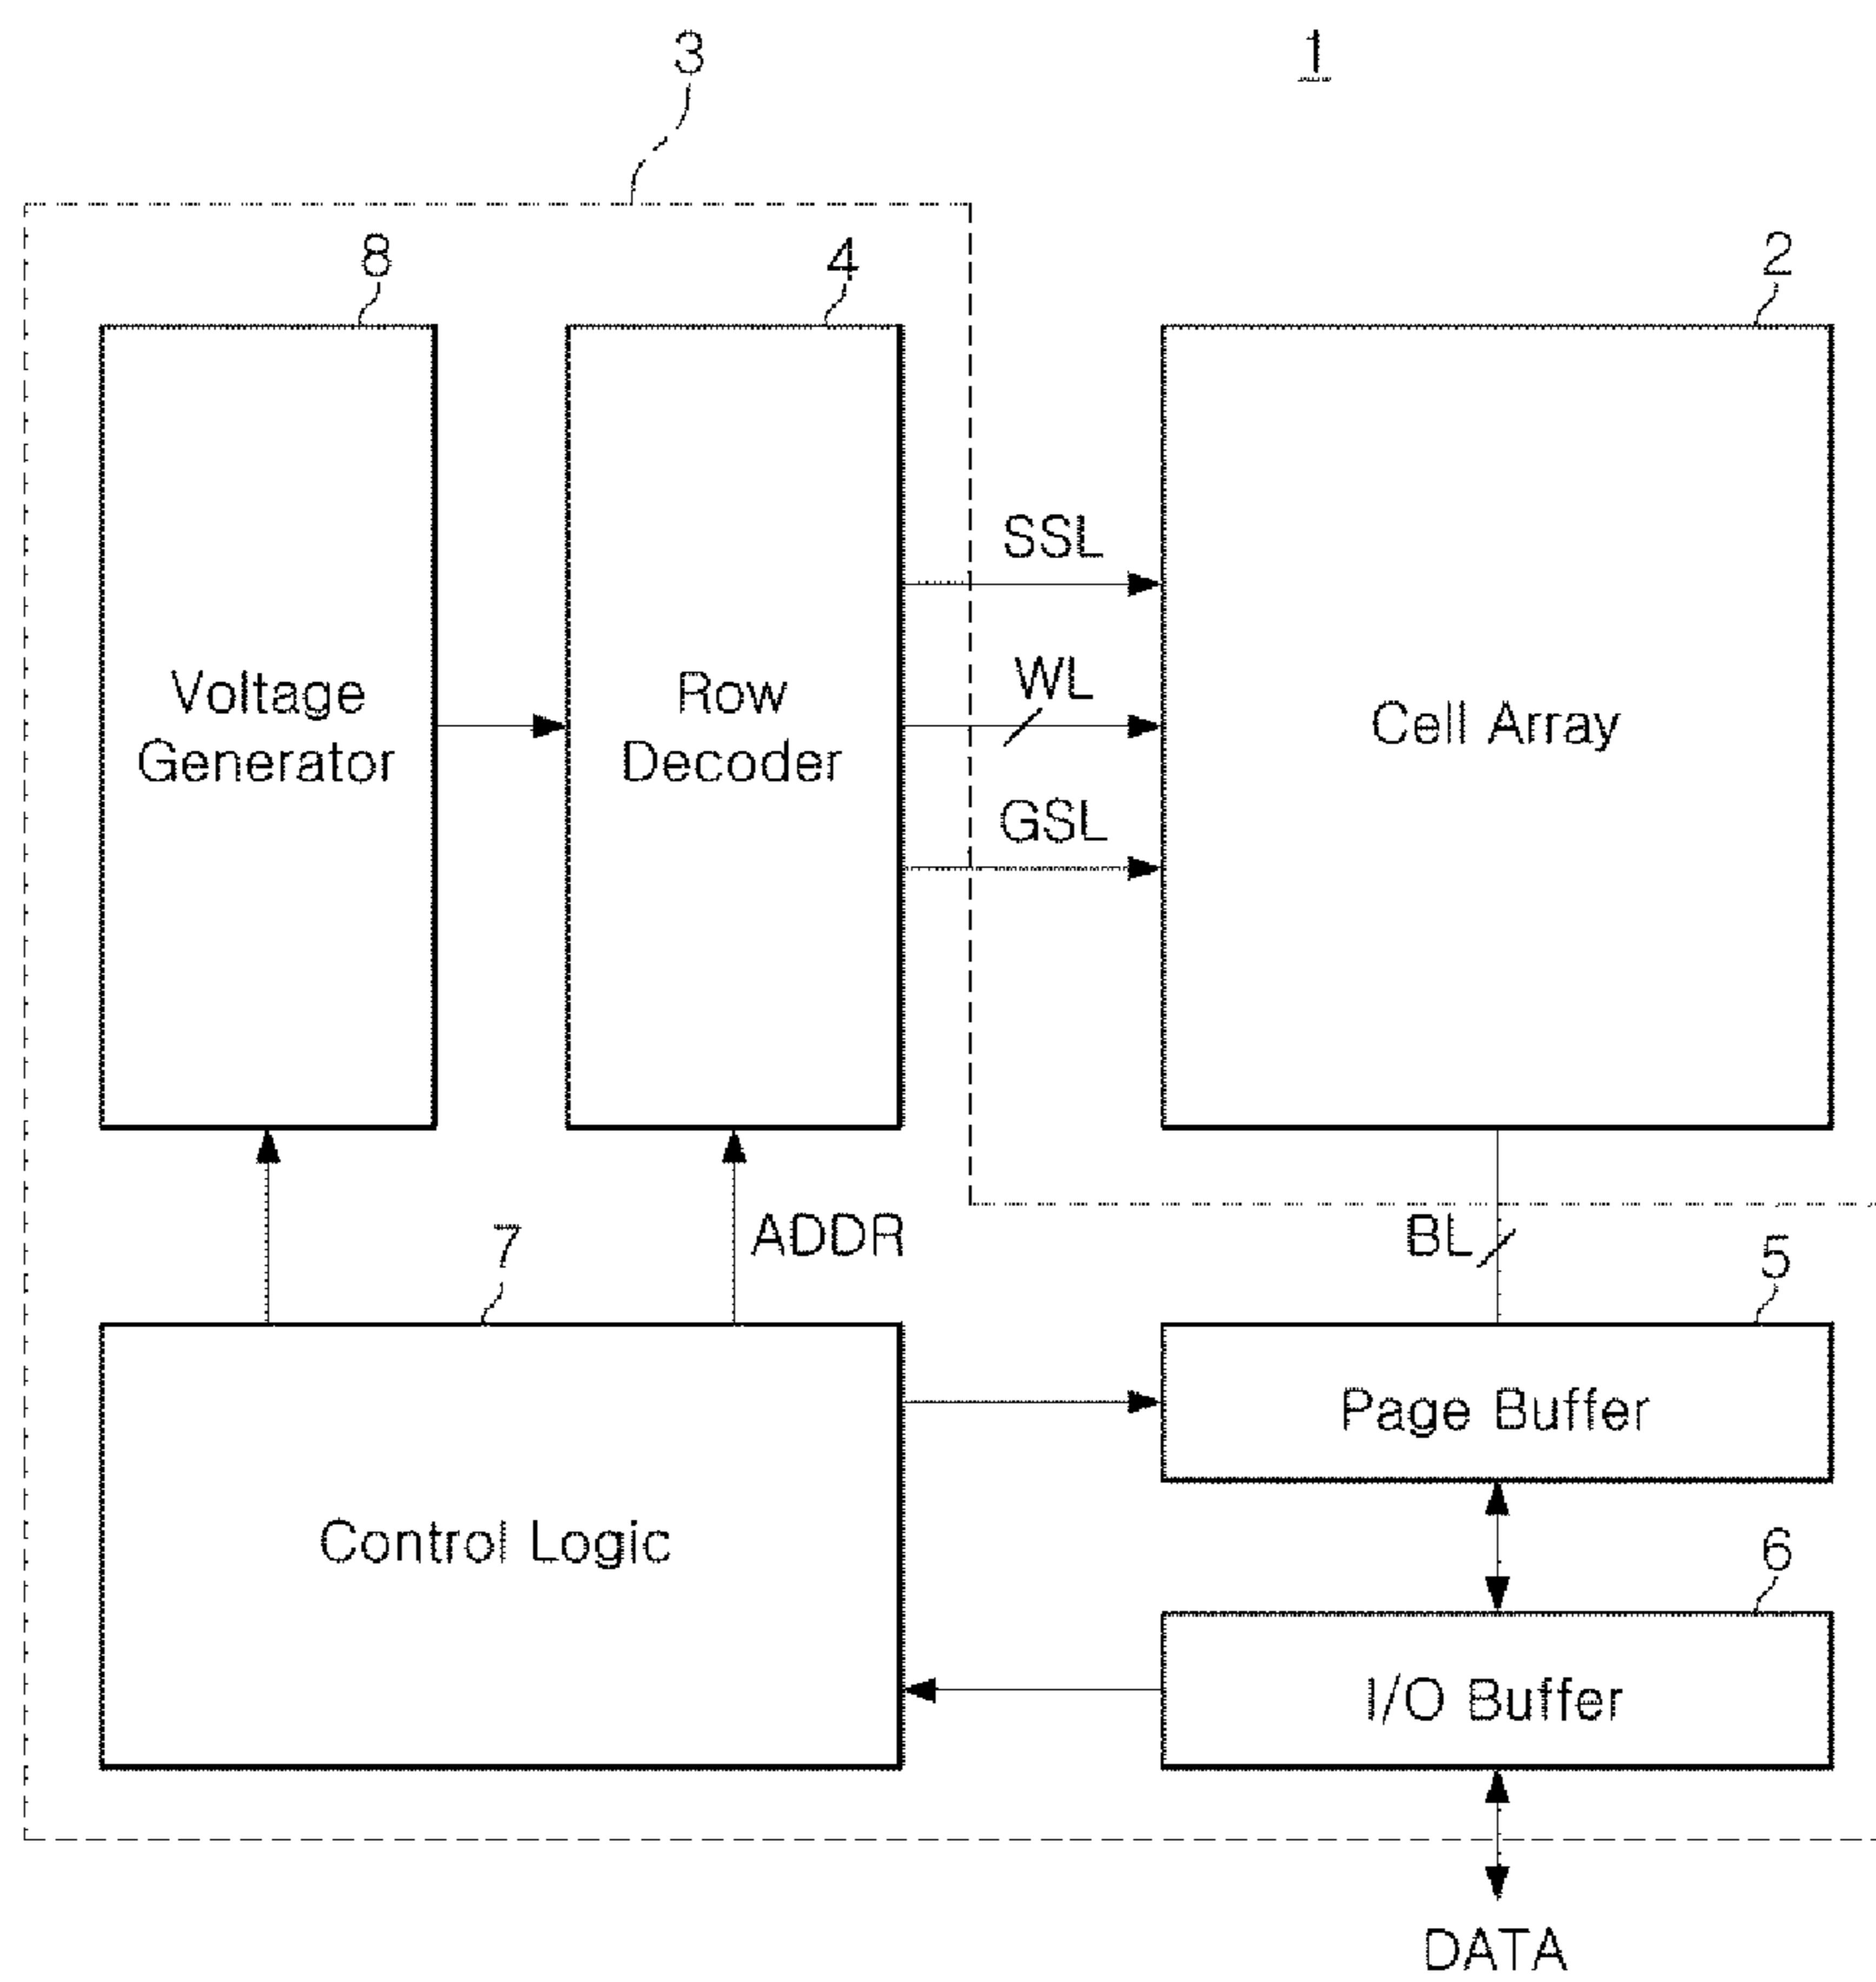 3
1
8
4
2
SSL
WL
GSL
Voltage
Generator
Row
Decoder
Cell Array
7
ADDR
BL
5
Page Buffer
Control Logic
6
I/O Buffer
DATA